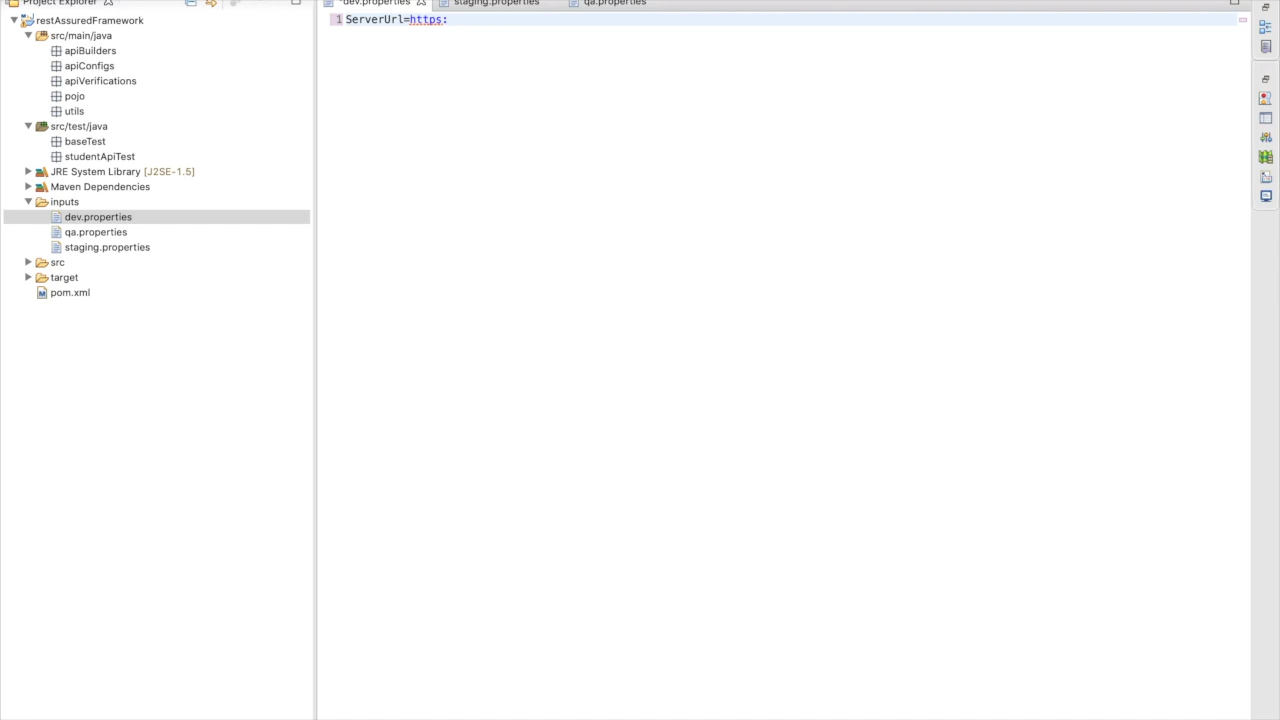 Project Explorer
restAssuredFramework
src/main/java
apiBuilders
apiConfigs
apiVerifications
pojo
utils
src/test/java
baseTest
studentApiTest
JRE System Library [J2SE-1.5]
Maven Dependencies
inputs
dev.properties
qa.properties
staging.properties
src
target
pom.xml
*dev.properties
staging.properties
qa.properties
1 ServerUrl=https: